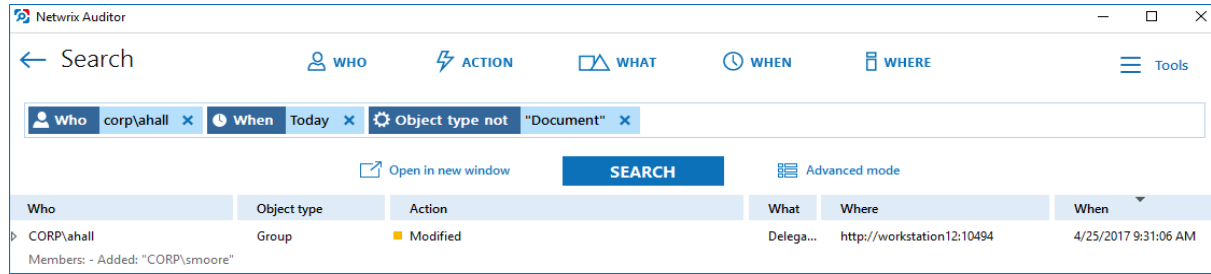 Netwrix Auditor
← Search WHO ACTION WHAT WHEN WHERE Tools
Who corp\ahall × When Today × Object type not "Document" ×
Open in new window SEARCH Advanced mode
Who Object type Action What Where When
CORP\ahall Group Modified Delega... http://workstation12:10494 4/25/2017 9:31:06 AM
Members: - Added: "CORP\smoore"